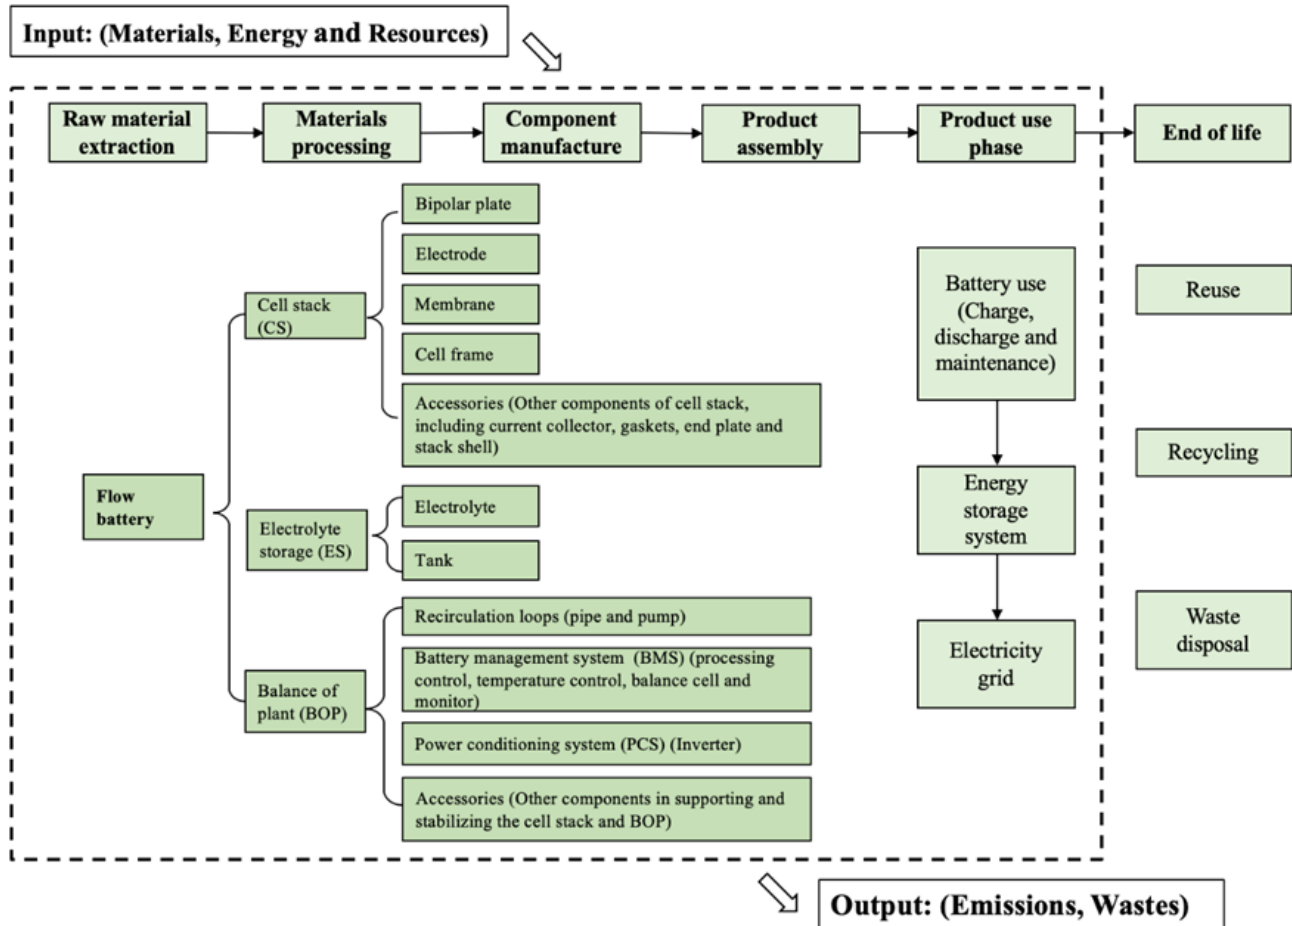 Input: (Materials, Energy and Resources)
Raw material
extraction
Materials
processing
Component
manufacture
Product
assembly
Product use
phase
End of life
Bipolar plate
Electrode
Membrane
Cell frame
Accessories (Other components of cell stack,
including current collector, gaskets, end plate and
stack shell)
Cell stack
(CS)
Flow
battery
Electrolyte
storage (ES)
Electrolyte
Tank
Recirculation loops (pipe and pump)
Battery management system (BMS) (processing
control, temperature control, balance cell and
monitor)
Balance of
plant (BOP)
Power conditioning system (PCS) (Inverter)
Accessories (Other components in supporting and
stabilizing the cell stack and BOP)
Battery use
(Charge,
discharge and
maintenance)
Energy
storage
system
Electricity
grid
Reuse
Recycling
Waste
disposal
Output: (Emissions, Wastes)